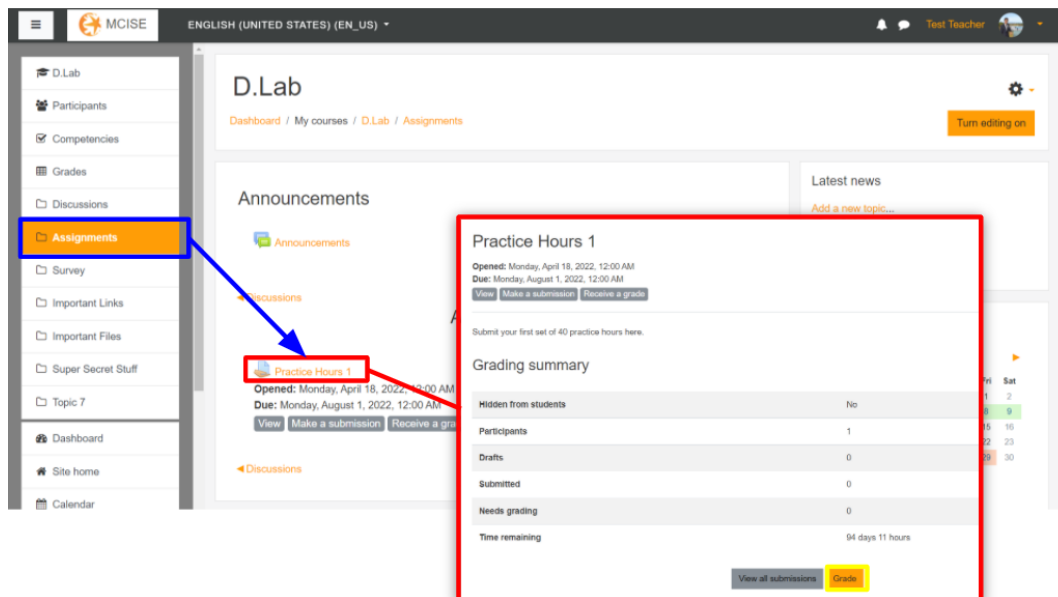 MCISE
ENGLISH (UNITED STATES) (EN_US)
Test Teacher
D.Lab
Participants
Competencies
Grades
Discussions
Assignments
Survey
Important Links
Important Files
Super Secret Stuff
Topic 7
Dashboard
Site home
Calendar
D.Lab
Dashboard / My courses / D.Lab / Assignments
Turn editing on
Announcements
Announcements
Discussions
Practice Hours 1
Opened: Monday, April 18, 2022, 12:00 AM
Due: Monday, August 1, 2022, 12:00 AM
View Make a submission Receive a gra
Discussions
Latest news
Add a new topic...
Fri Sat
1 2
8 9
15 16
22 23
29 30
Practice Hours 1
Opened: Monday, April 18, 2022, 12:00 AM
Due: Monday, August 1, 2022, 12:00 AM
View Make a submission Receive a grade
Submit your first set of 40 practice hours here.
Grading summary
Hidden from students No
Participants 1
Drafts 0
Submitted 0
Needs grading 0
Time remaining 94 days 11 hours
View all submissions Grade